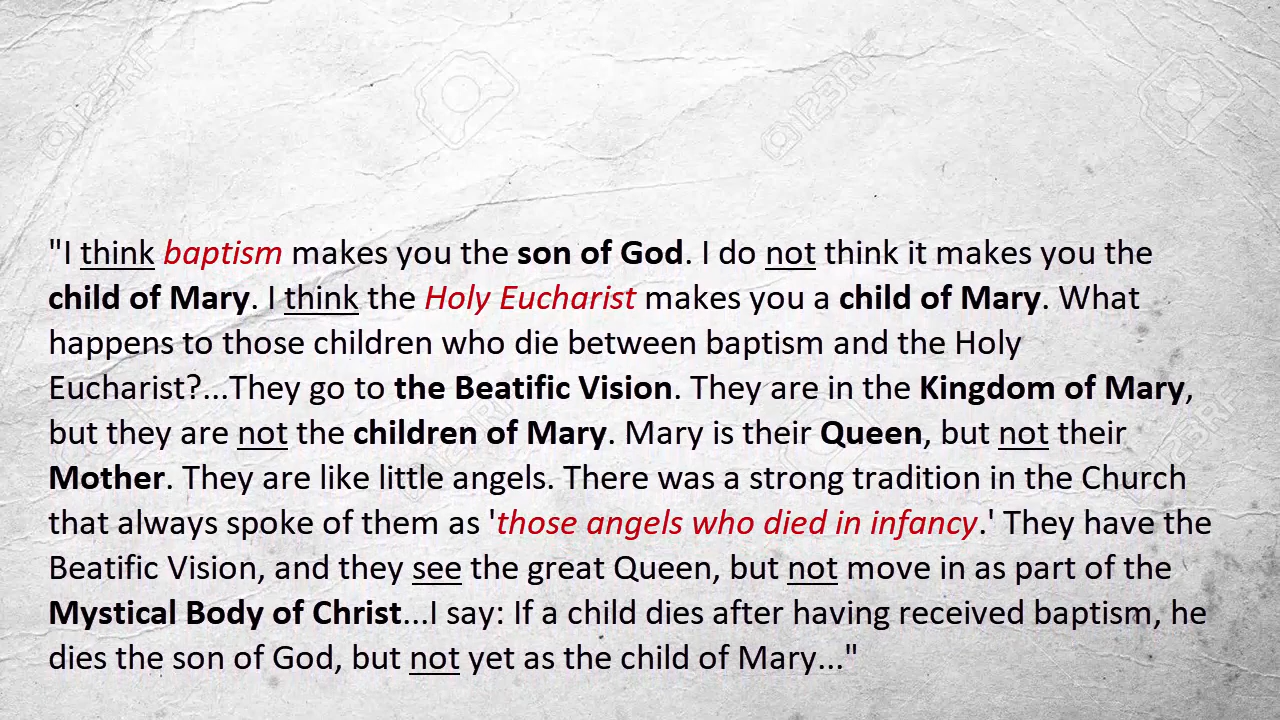 "I think baptism makes you the son of God. I do not think it makes you the
child of Mary. I think the Holy Eucharist makes you a child of Mary. What
happens to those children who die between baptism and the Holy
Eucharist?...They go to the Beatific Vision. They are in the Kingdom of Mary,
but they are not the children of Mary. Mary is their Queen, but not their
Mother. They are like little angels. There was a strong tradition in the Church
that always spoke of them as 'those angels who died in infancy.' They have the
Beatific Vision, and they see the great Queen, but not move in as part of the
Mystical Body of Christ...I say: If a child dies after having received baptism, he
dies the son of God, but not yet as the child of Mary..."
123RF
123RF
123RF
123RF